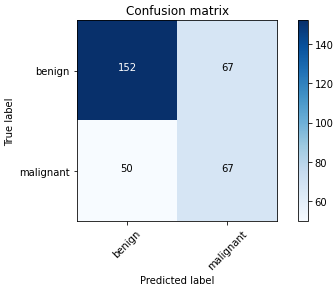 Confusion matrix
benign
152
67
malignant
50
67
benign
malignant
True label
Predicted label
140
120
100
80
60